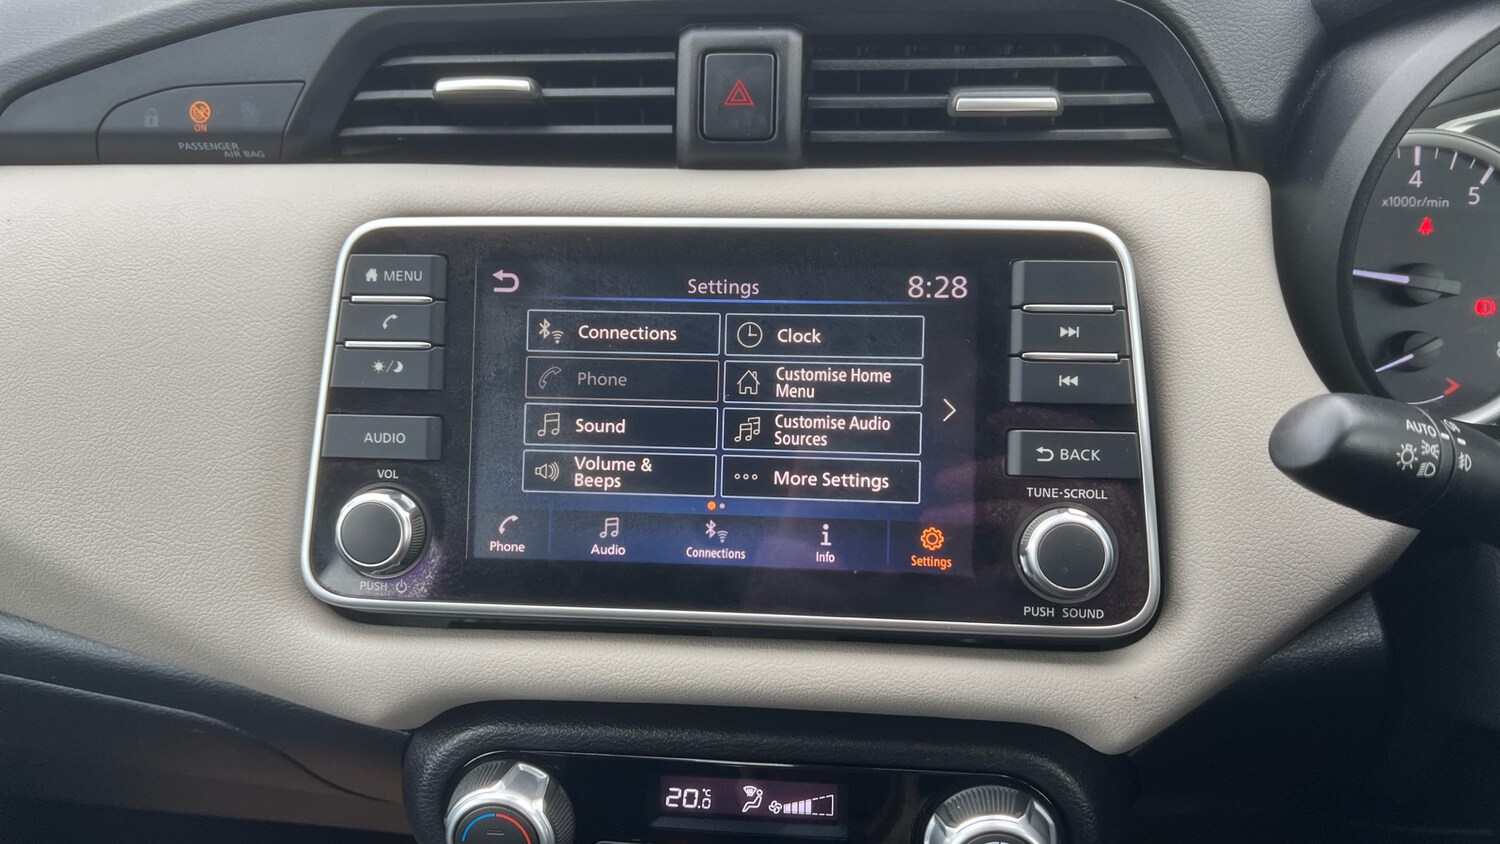 ON
PASSENGER
AIR BAG
4
5
x1000r/min
MENU
Settings
8:28
Connections
Clock
Phone
Customise Home
Menu
Sound
Customise Audio
Sources
Volume &
Beeps
More Settings
AUDIO
VOL
PUSH
BACK
TUNE·SCROLL
PUSH SOUND
Phone
Audio
Connections
Info
Settings
AUTO
20.0
°C